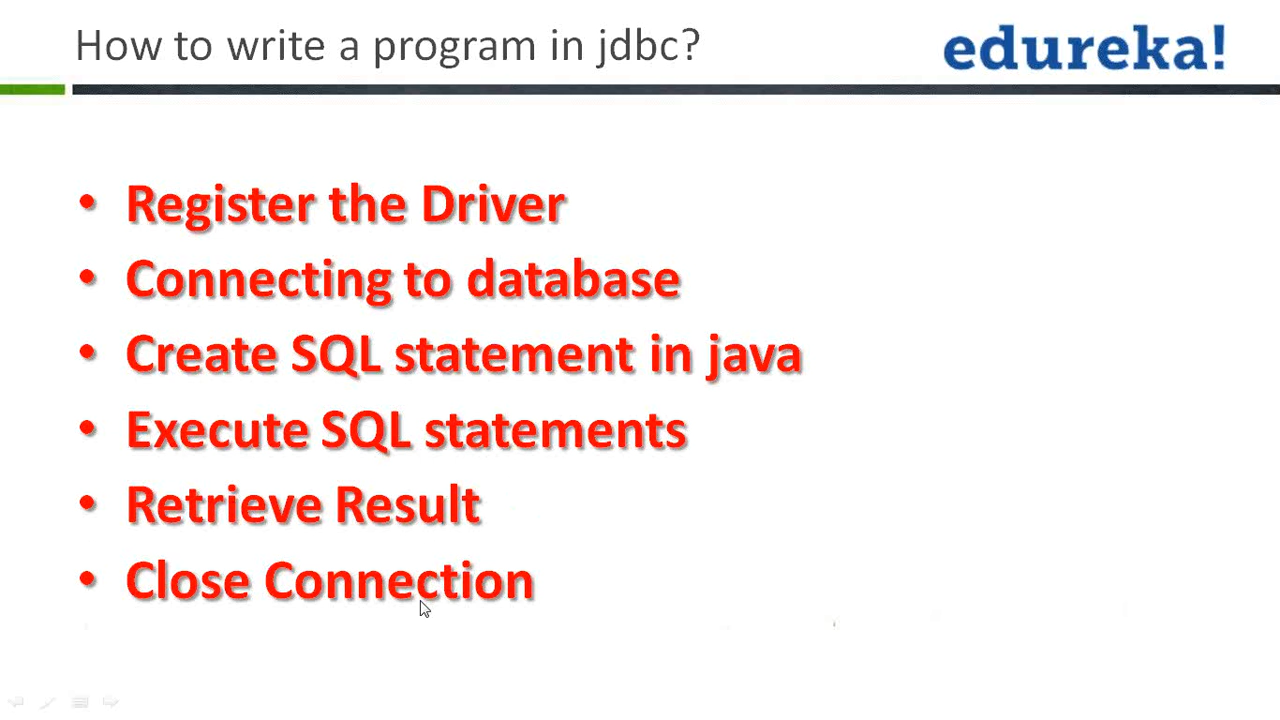 How to write a program in jdbc?
edureka!
• Register the Driver
• Connecting to database
• Create SQL statement in java
• Execute SQL statements
• Retrieve Result
• Close Connection